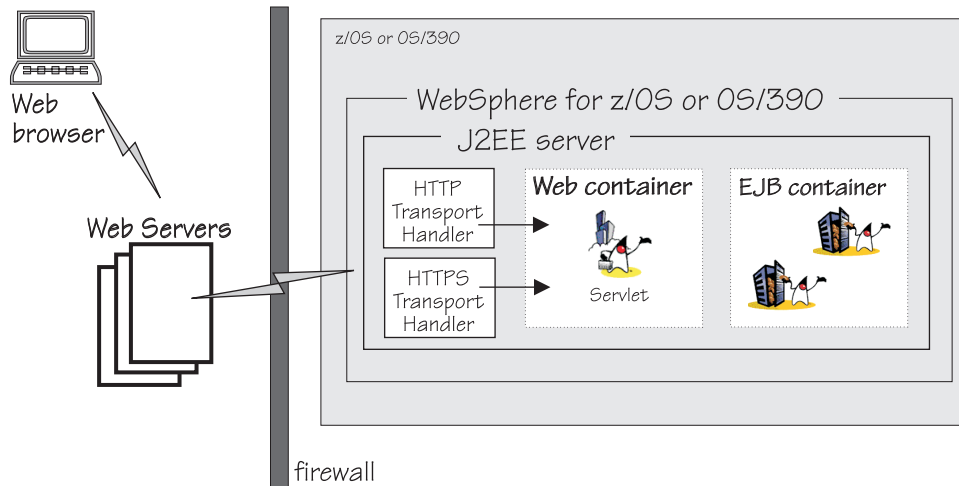 z/OS or OS/390
Web
browser
WebSphere for z/OS or OS/390
J2EE server
HTTP
Transport
Handler
Web container
EJB container
Web Servers
HTTPS
Transport
Handler
Servlet
firewall